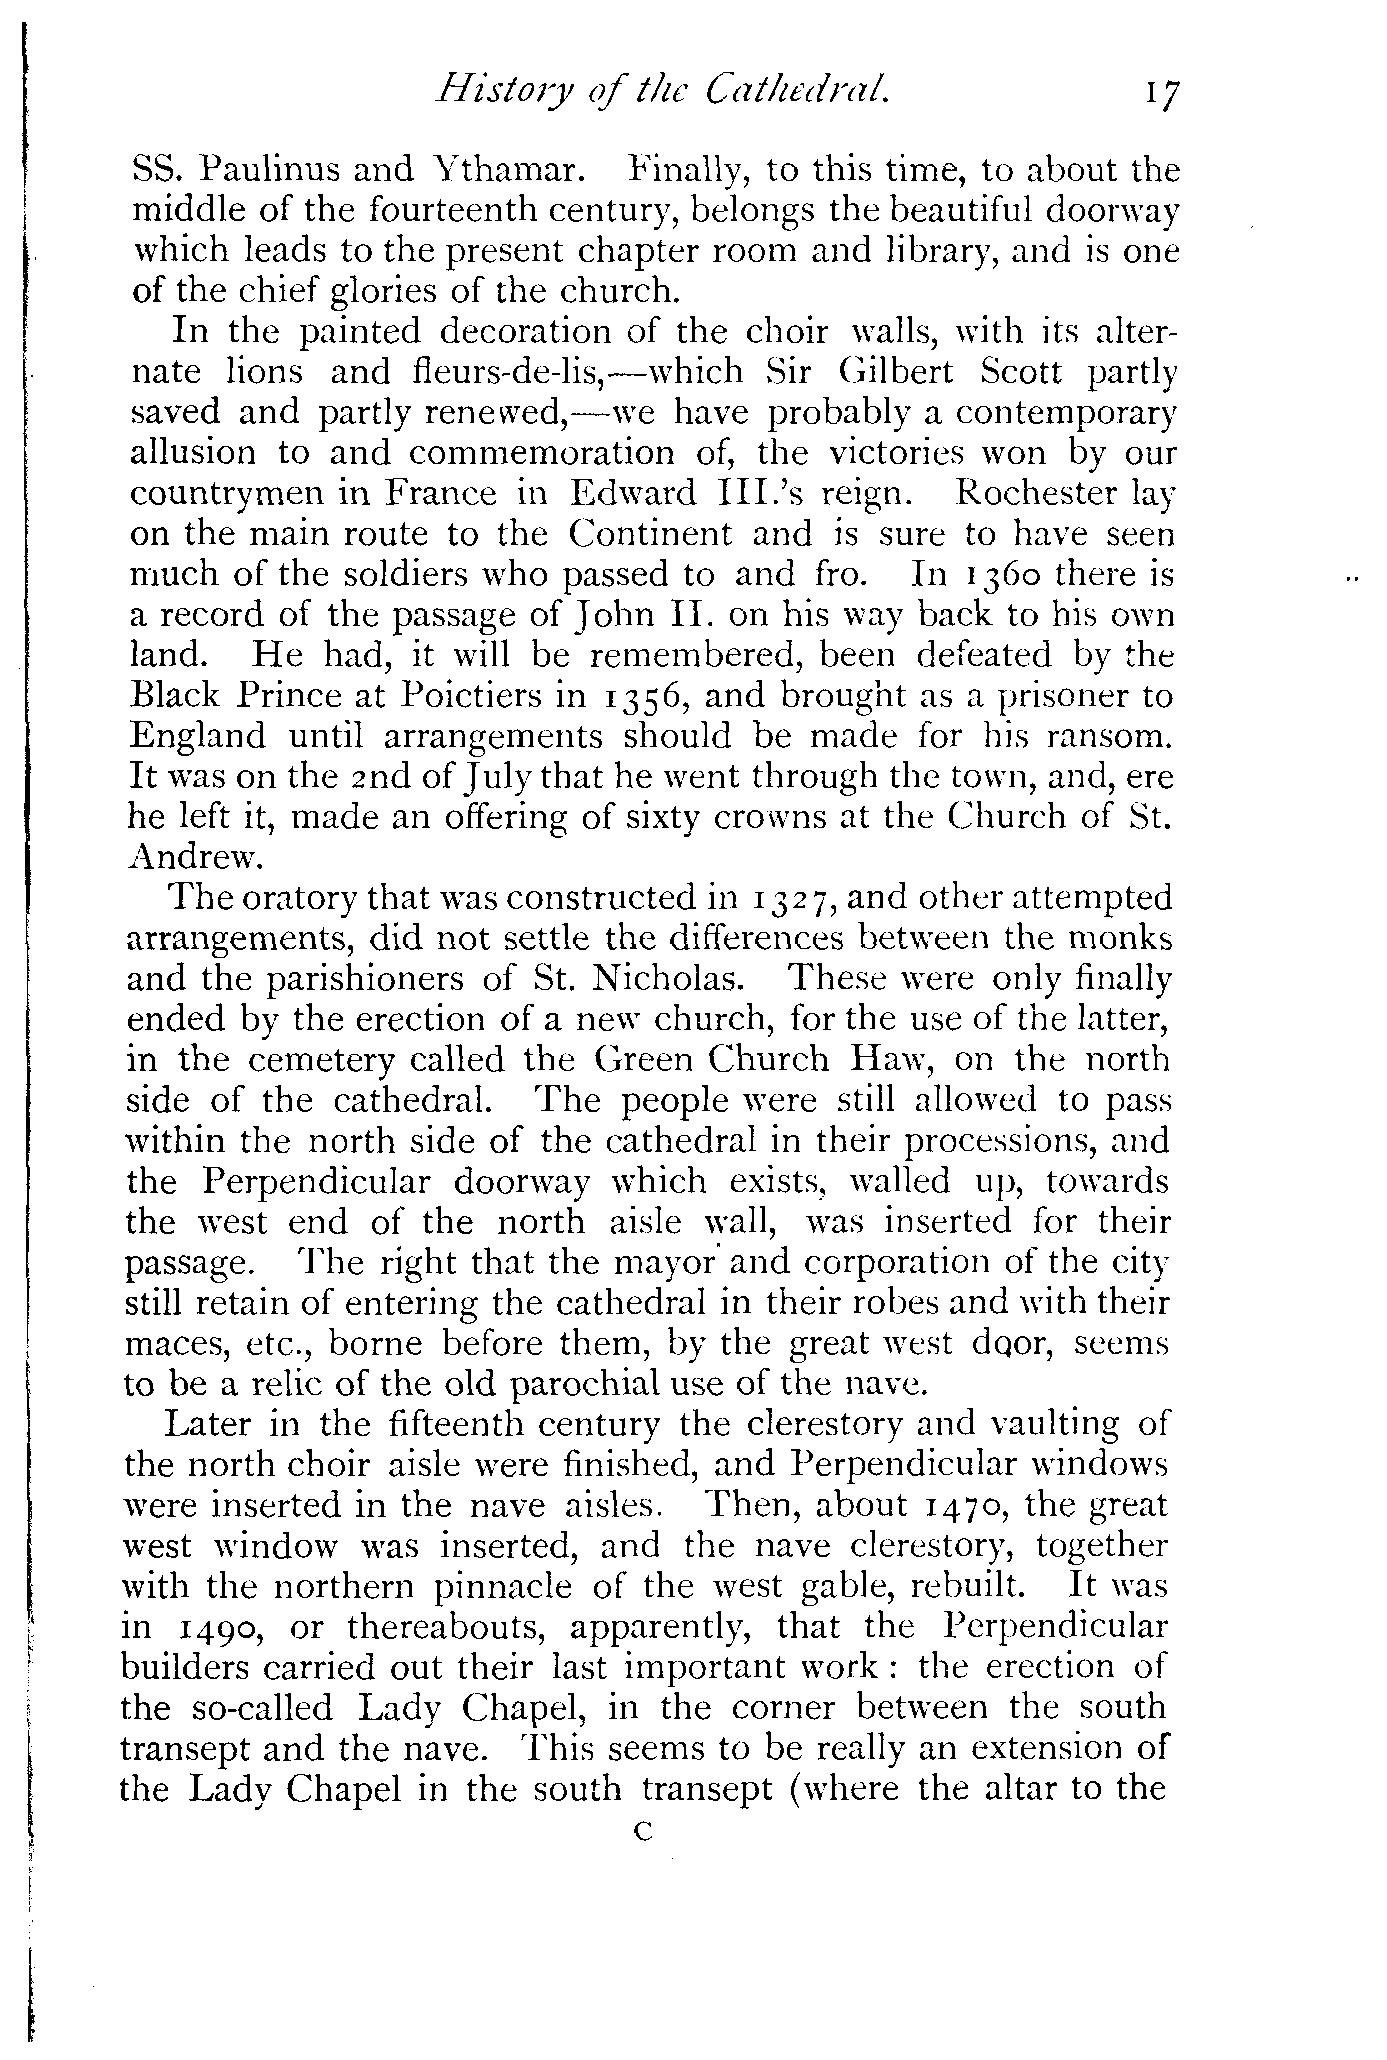 History of the Cathedral. 17
SS. Paulinus and Ythamar. Finally, to this time, to about the
middle of the fourteenth century, belongs the beautiful doorway
which leads to the present chapter room and library, and is one
of the chief glories of the church.
In the painted decoration of the choir walls, with its alter-
nate lions and fleurs-de-lis,—which Sir Gilbert Scott partly
saved and partly renewed,—we have probably a contemporary
allusion to and commemoration of, the victories won by our
countrymen in France in Edward III.'s reign. Rochester lay
on the main route to the Continent and is sure to have seen
much of the soldiers who passed to and fro. In 1360 there is
a record of the passage of John II. on his way back to his own
land. He had, it will be remembered, been defeated by the
Black Prince at Poictiers in 1356, and brought as a prisoner to
England until arrangements should be made for his ransom.
It was on the 2nd of July that he went through the town, and, ere
he left it, made an offering of sixty crowns at the Church of St.
Andrew.
The oratory that was constructed in 1327, and other attempted
arrangements, did not settle the differences between the monks
and the parishioners of St. Nicholas. These were only finally
ended by the erection of a new church, for the use of the latter,
in the cemetery called the Green Church Haw, on the north
side of the cathedral. The people were still allowed to pass
within the north side of the cathedral in their processions, and
the Perpendicular doorway which exists, walled up, towards
the west end of the north aisle wall, was inserted for their
passage. The right that the mayor and corporation of the city
still retain of entering the cathedral in their robes and with their
maces, etc., borne before them, by the great west door, seems
to be a relic of the old parochial use of the nave.
Later in the fifteenth century the clerestory and vaulting of
the north choir aisle were finished, and Perpendicular windows
were inserted in the nave aisles. Then, about 1470, the great
west window was inserted, and the nave clerestory, together
with the northern pinnacle of the west gable, rebuilt. It was
in 1490, or thereabouts, apparently, that the Perpendicular
builders carried out their last important work : the erection of
the so-called Lady Chapel, in the corner between the south
transept and the nave. This seems to be really an extension of
the Lady Chapel in the south transept (where the altar to the
C